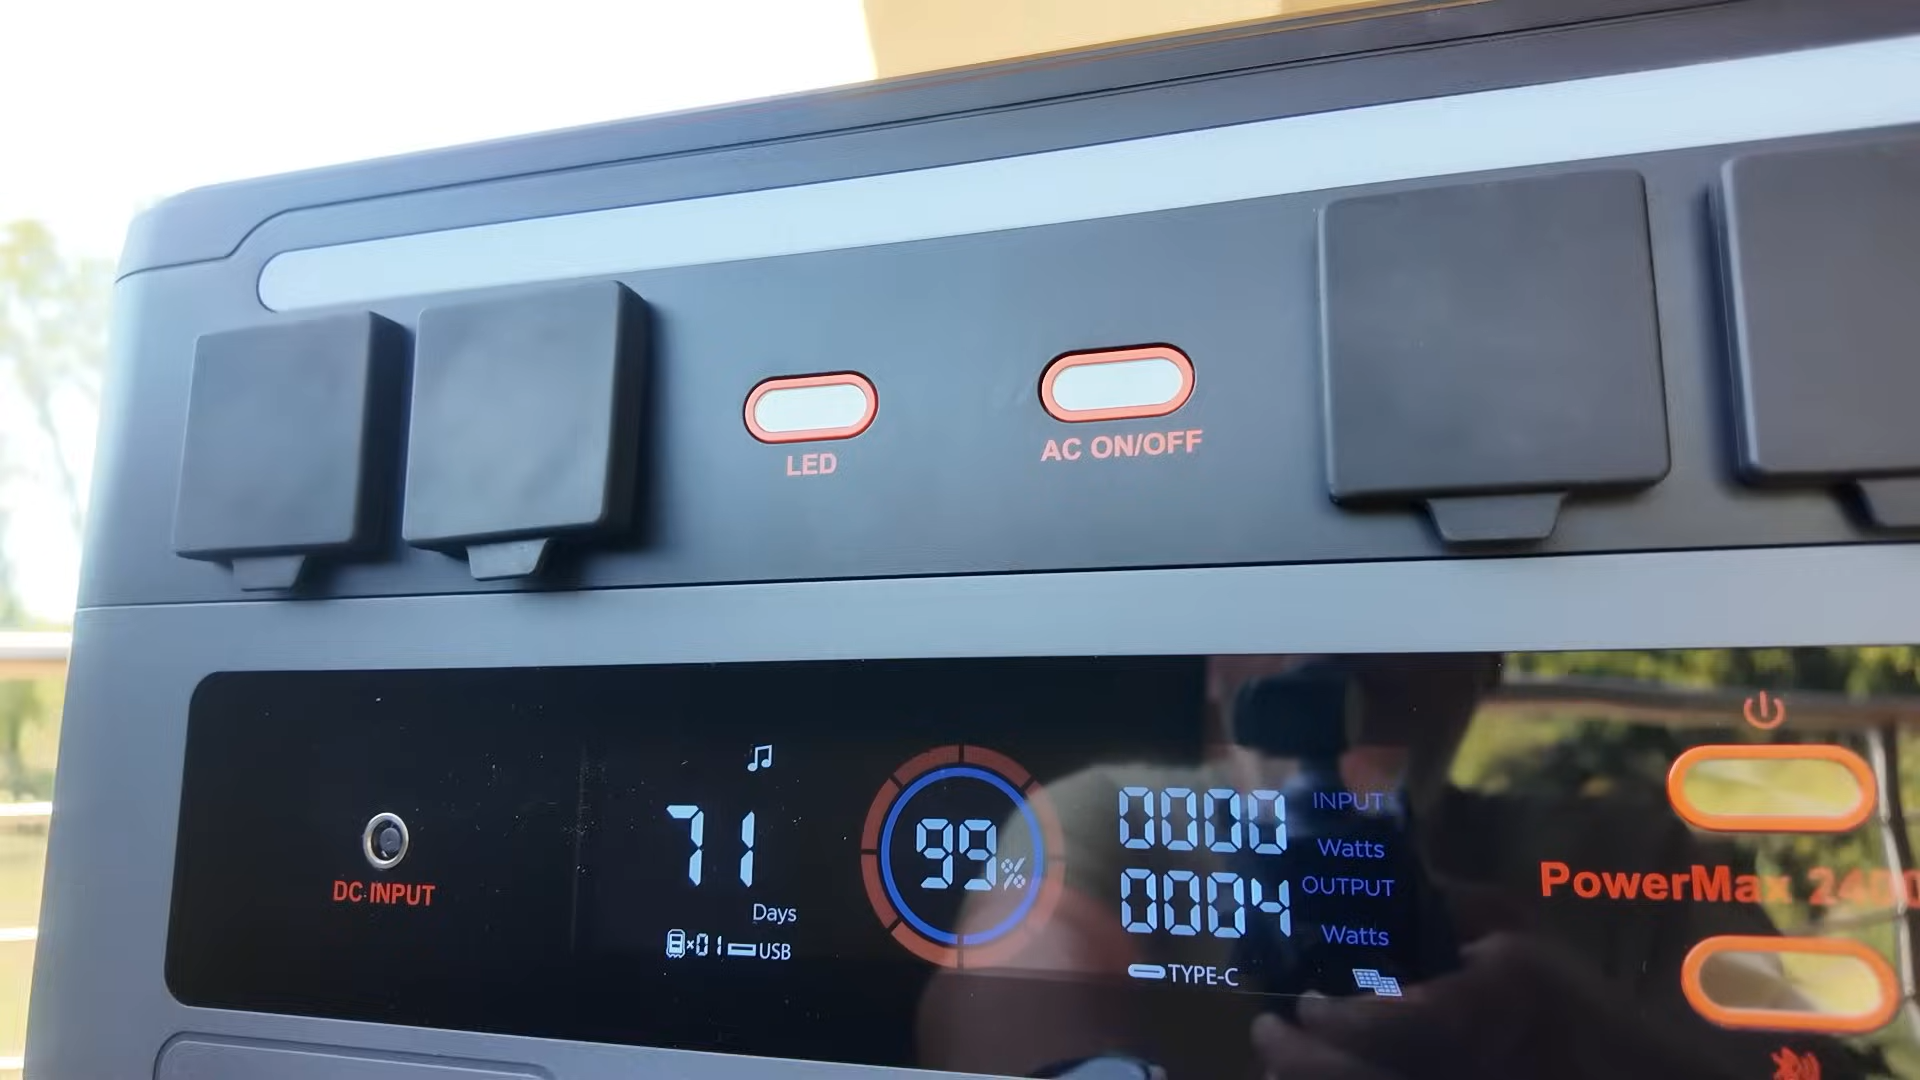 LED
AC ON/OFF
DC INPUT
71
Days
×01 USB
99%
0000 INPUT
Watts
0004 OUTPUT
Watts
TYPE-C
PowerMax 2400